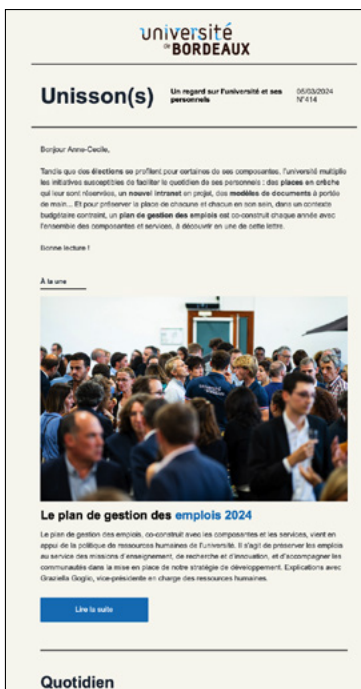 université
de BORDEAUX
Unisson(s)
Un regard sur l'université et ses
personnels
05/03/2024
N°414
Bonjour Anne-Cecile,
Tandis que des élections se profilent pour certaines de ses composantes, l'université multiplie
les initiatives susceptibles de faciliter le quotidien de ses personnels : des places en crèche
qui leur sont réservées, un nouvel intranet en projet, des modèles de documents à portée
de main... Et pour préserver la place de chacune et chacun en son sein, dans un contexte
budgétaire contraint, un plan de gestion des emplois est co-construit chaque année avec
l'ensemble des composantes et services, à découvrir en une de cette lettre.
Bonne lecture !
À la une
Le plan de gestion des emplois 2024
Le plan de gestion des emplois, co-construit avec les composantes et les services, vient en
appui de la politique de ressources humaines de l'université. Il s'agit de préserver les emplois
au service des missions d'enseignement, de recherche et d'innovation, et d'accompagner les
communautés dans la mise en place de notre stratégie de développement. Explications avec
Graziella Goglio, vice-présidente en charge des ressources humaines.
Lire la suite
Quotidien